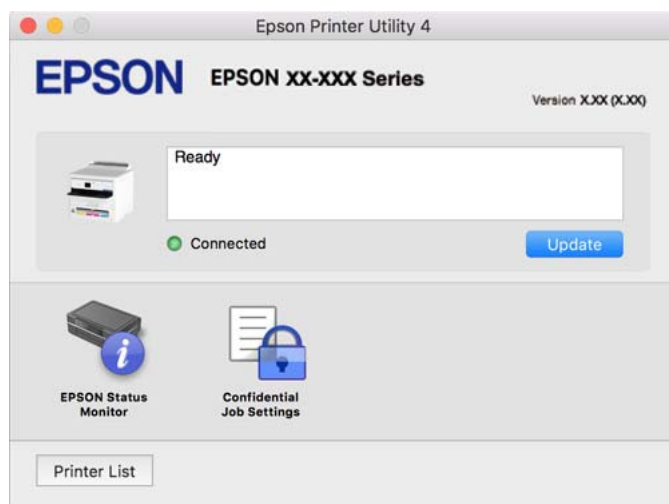 Epson Printer Utility 4
EPSON
EPSON XX-XXX Series
Version X.XX (X.XX)
Ready
Connected
Update
EPSON Status
Monitor
Confidential
Job Settings
Printer List